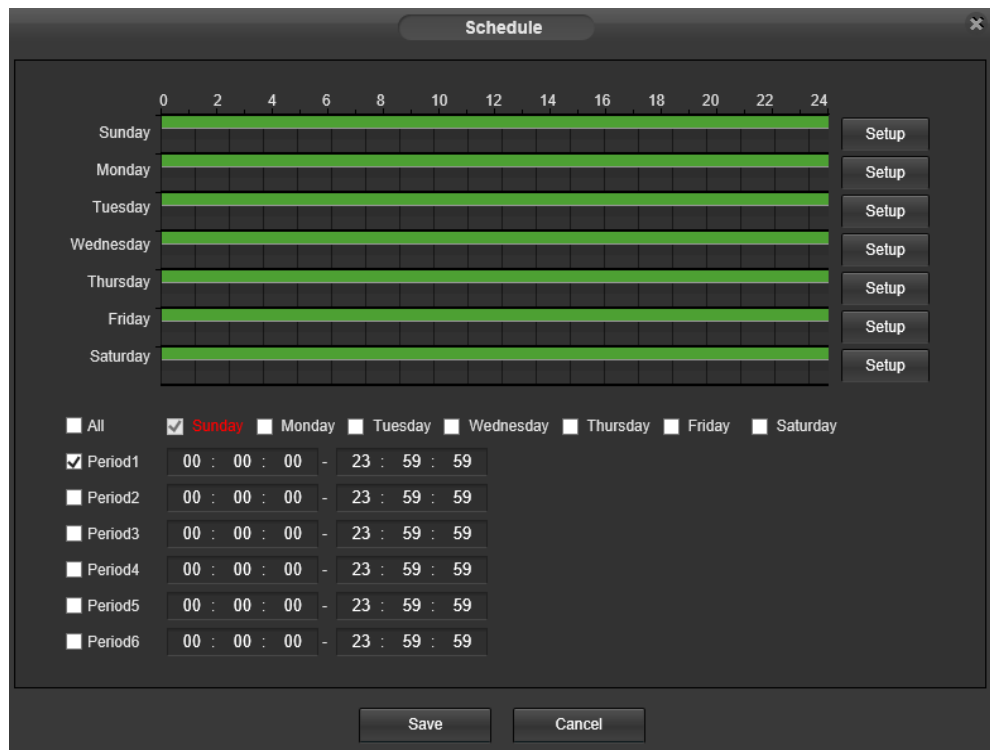 Schedule
0 2 4 6 8 10 12 14 16 18 20 22 24
Sunday Setup
Monday Setup
Tuesday Setup
Wednesday Setup
Thursday Setup
Friday Setup
Saturday Setup
All Sunday Monday Tuesday Wednesday Thursday Friday Saturday
Period1 00 : 00 : 00 - 23 : 59 : 59
Period2 00 : 00 : 00 - 23 : 59 : 59
Period3 00 : 00 : 00 - 23 : 59 : 59
Period4 00 : 00 : 00 - 23 : 59 : 59
Period5 00 : 00 : 00 - 23 : 59 : 59
Period6 00 : 00 : 00 - 23 : 59 : 59
Save Cancel